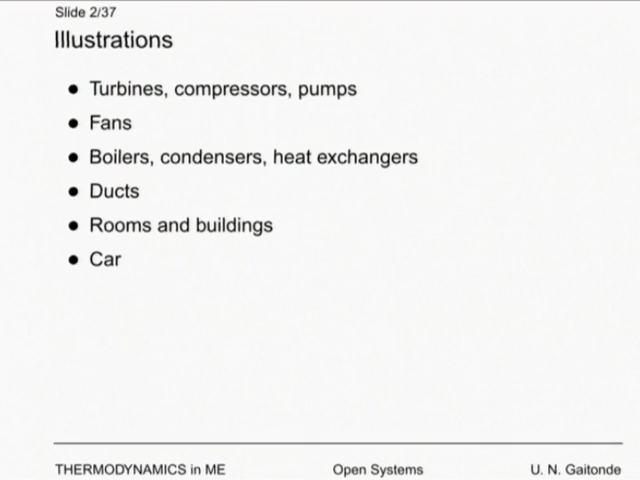 Slide 2/37
Illustrations
● Turbines, compressors, pumps
● Fans
● Boilers, condensers, heat exchangers
● Ducts
● Rooms and buildings
● Car
THERMODYNAMICS in ME Open Systems U. N. Gaitonde